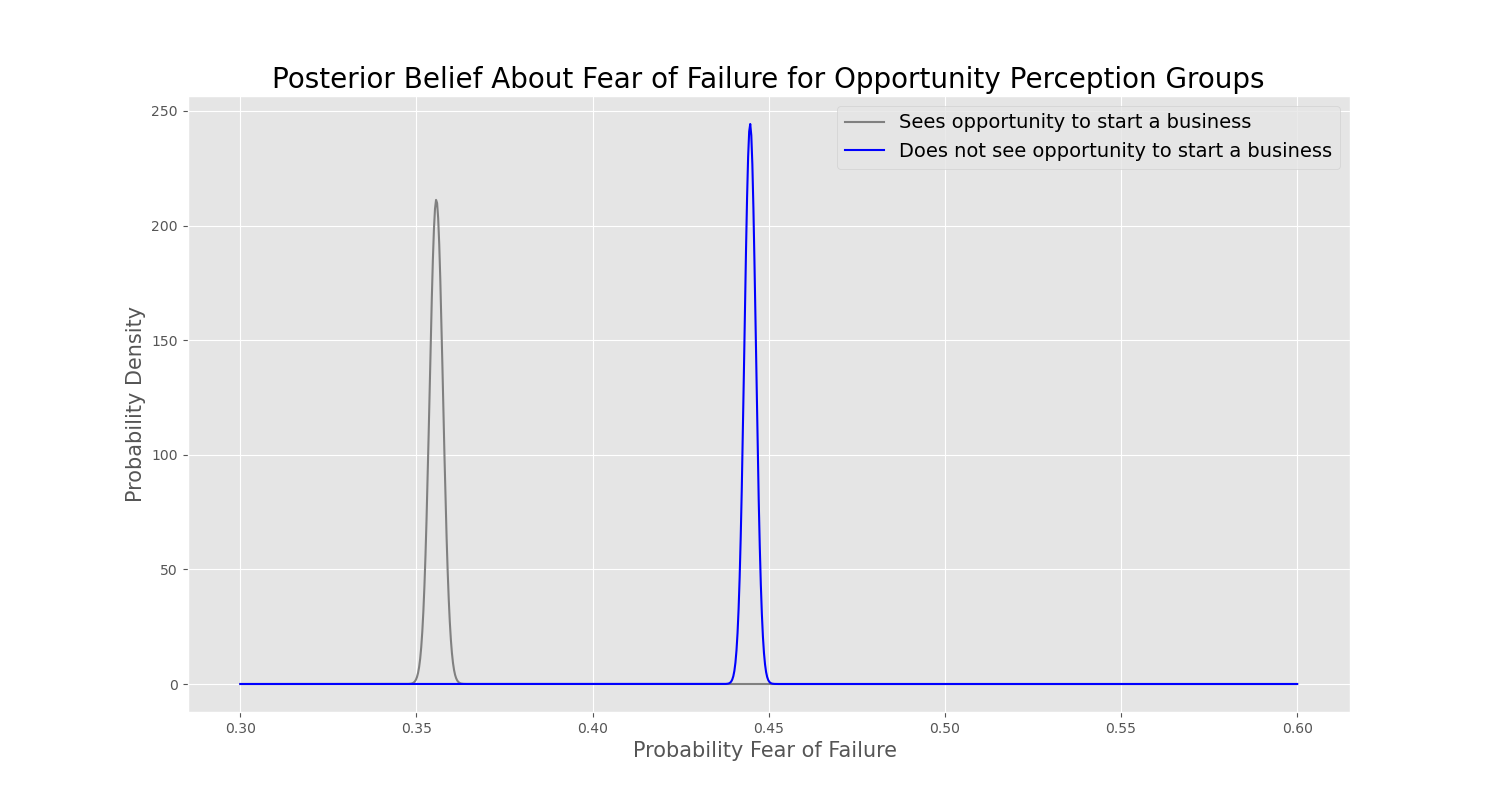 Posterior Belief About Fear of Failure for Opportunity Perception Groups
Sees opportunity to start a business
Does not see opportunity to start a business
Probability Density
250
200
150
100
50
0
0.30 0.35 0.40 0.45 0.50 0.55 0.60
Probability Fear of Failure